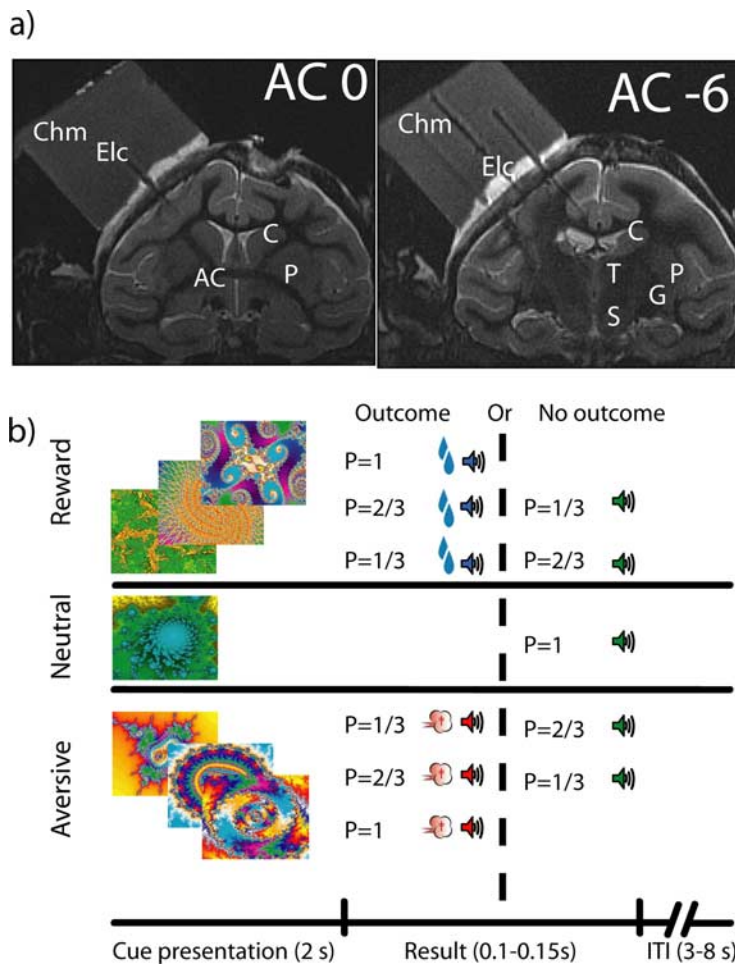 a)
AC 0
Chm
Elc
C
AC
P
AC -6
Chm
Elc
C
T
P
G
S
b)
Outcome Or No outcome
Reward
P=1
P=2/3 P=1/3
P=1/3 P=2/3
Neutral
P=1
Aversive
P=1/3 P=2/3
P=2/3 P=1/3
P=1
Cue presentation (2 s) Result (0.1-0.15s) ITI (3-8 s)